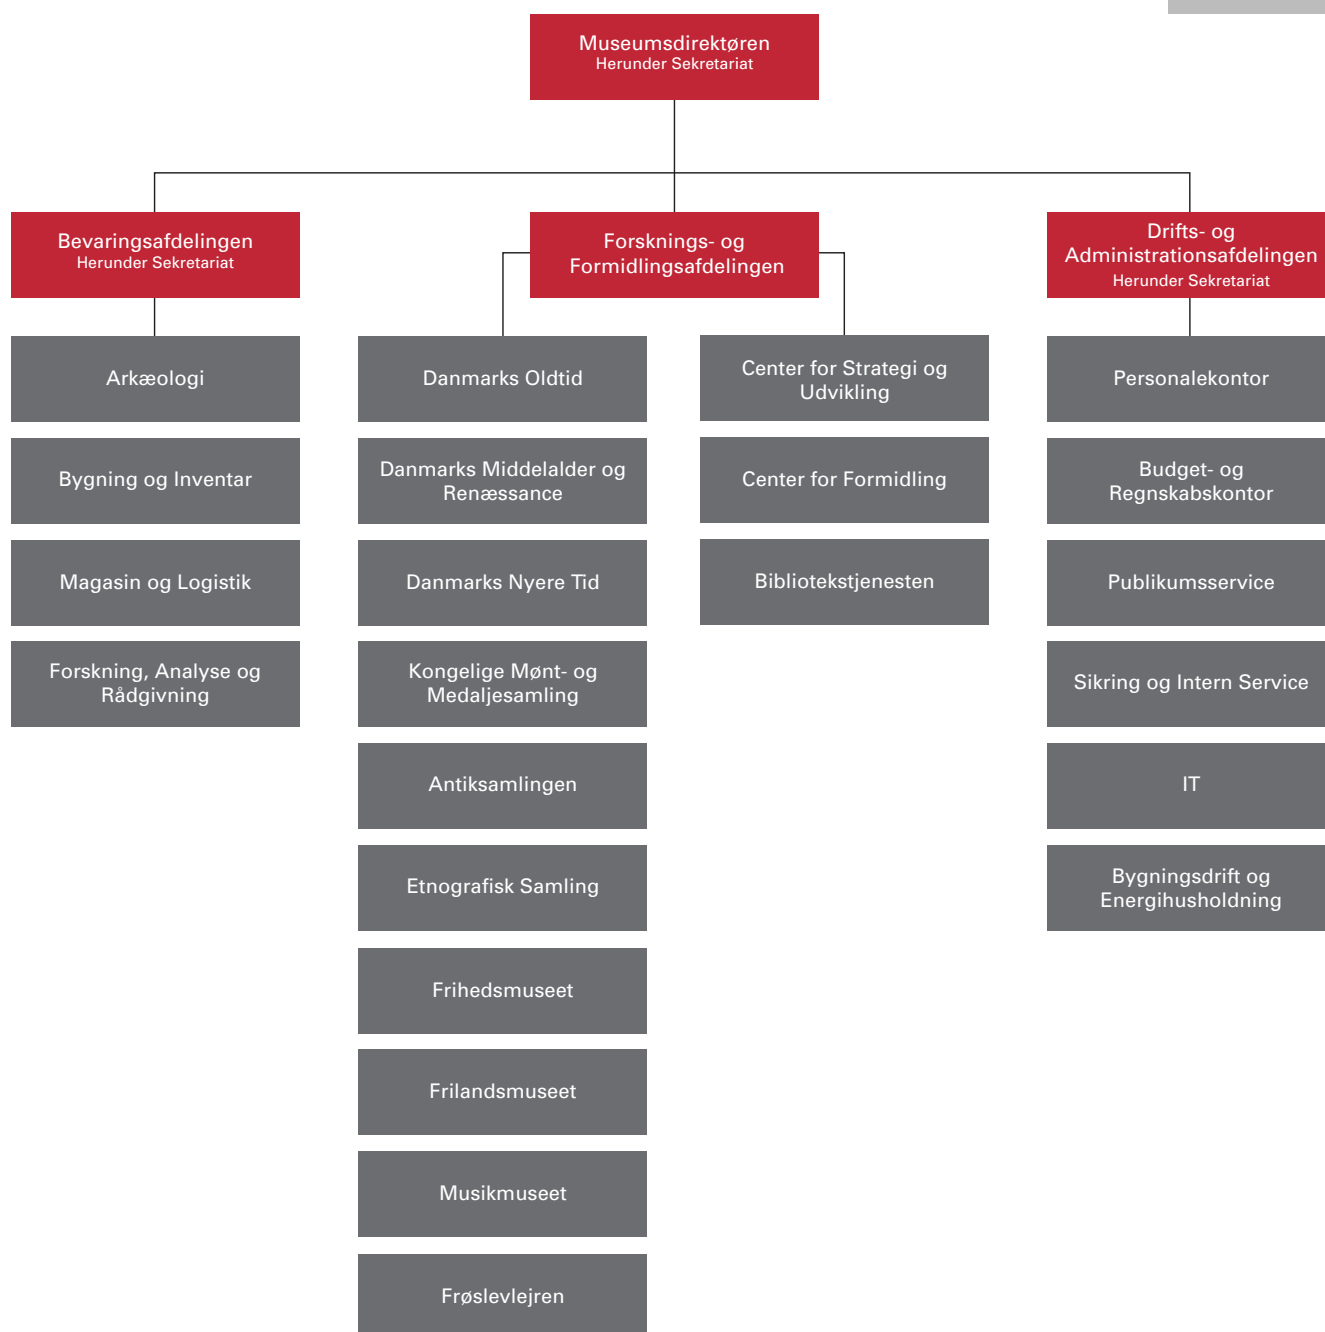 Museumsdirektøren
Herunder Sekretariat
Bevaringsafdelingen
Herunder Sekretariat
Forsknings- og
Formidlingsafdelingen
Drifts- og
Administrationsafdelingen
Herunder Sekretariat
Arkæologi
Bygning og Inventar
Magasin og Logistik
Forskning, Analyse og
Rådgivning
Danmarks Oldtid
Danmarks Middelalder og
Renæssance
Danmarks Nyere Tid
Kongelige Mønt- og
Medaljesamling
Antiksamlingen
Etnografisk Samling
Frihedsmuseet
Frilandsmuseet
Musikmuseet
Frøslevlejren
Center for Strategi og
Udvikling
Center for Formidling
Bibliotekstjenesten
Personalekontor
Budget- og
Regnskabskontor
Publikumsservice
Sikring og Intern Service
IT
Bygningsdrift og
Energihusholdning